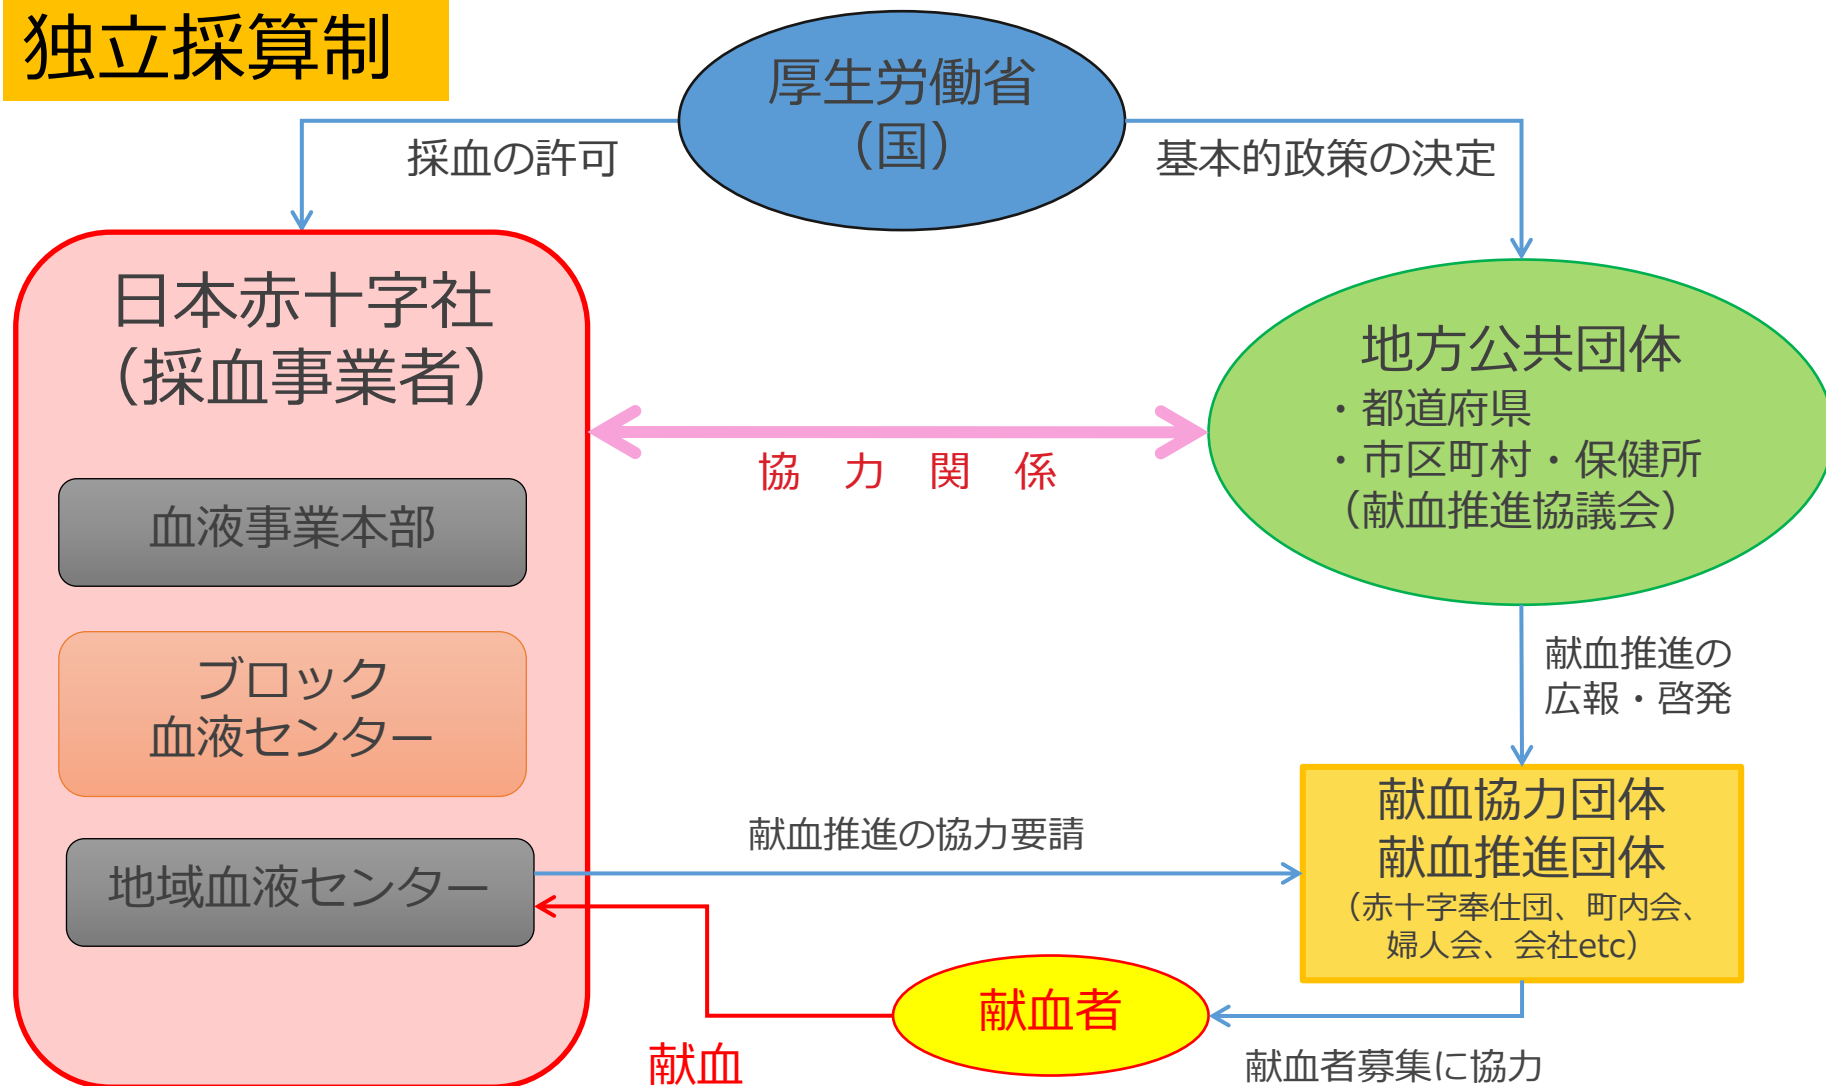 独立採算制
厚生労働省
（国）
採血の許可
基本的政策の決定
日本赤十字社
（採血事業者）
地方公共団体
・都道府県
・市区町村・保健所
（献血推進協議会）
協　力　関　係
血液事業本部
ブロック
血液センター
献血推進の
広報・啓発
献血協力団体
献血推進団体
（赤十字奉仕団、町内会、
婦人会、会社etc）
献血推進の協力要請
地域血液センター
献血者
献血
献血者募集に協力